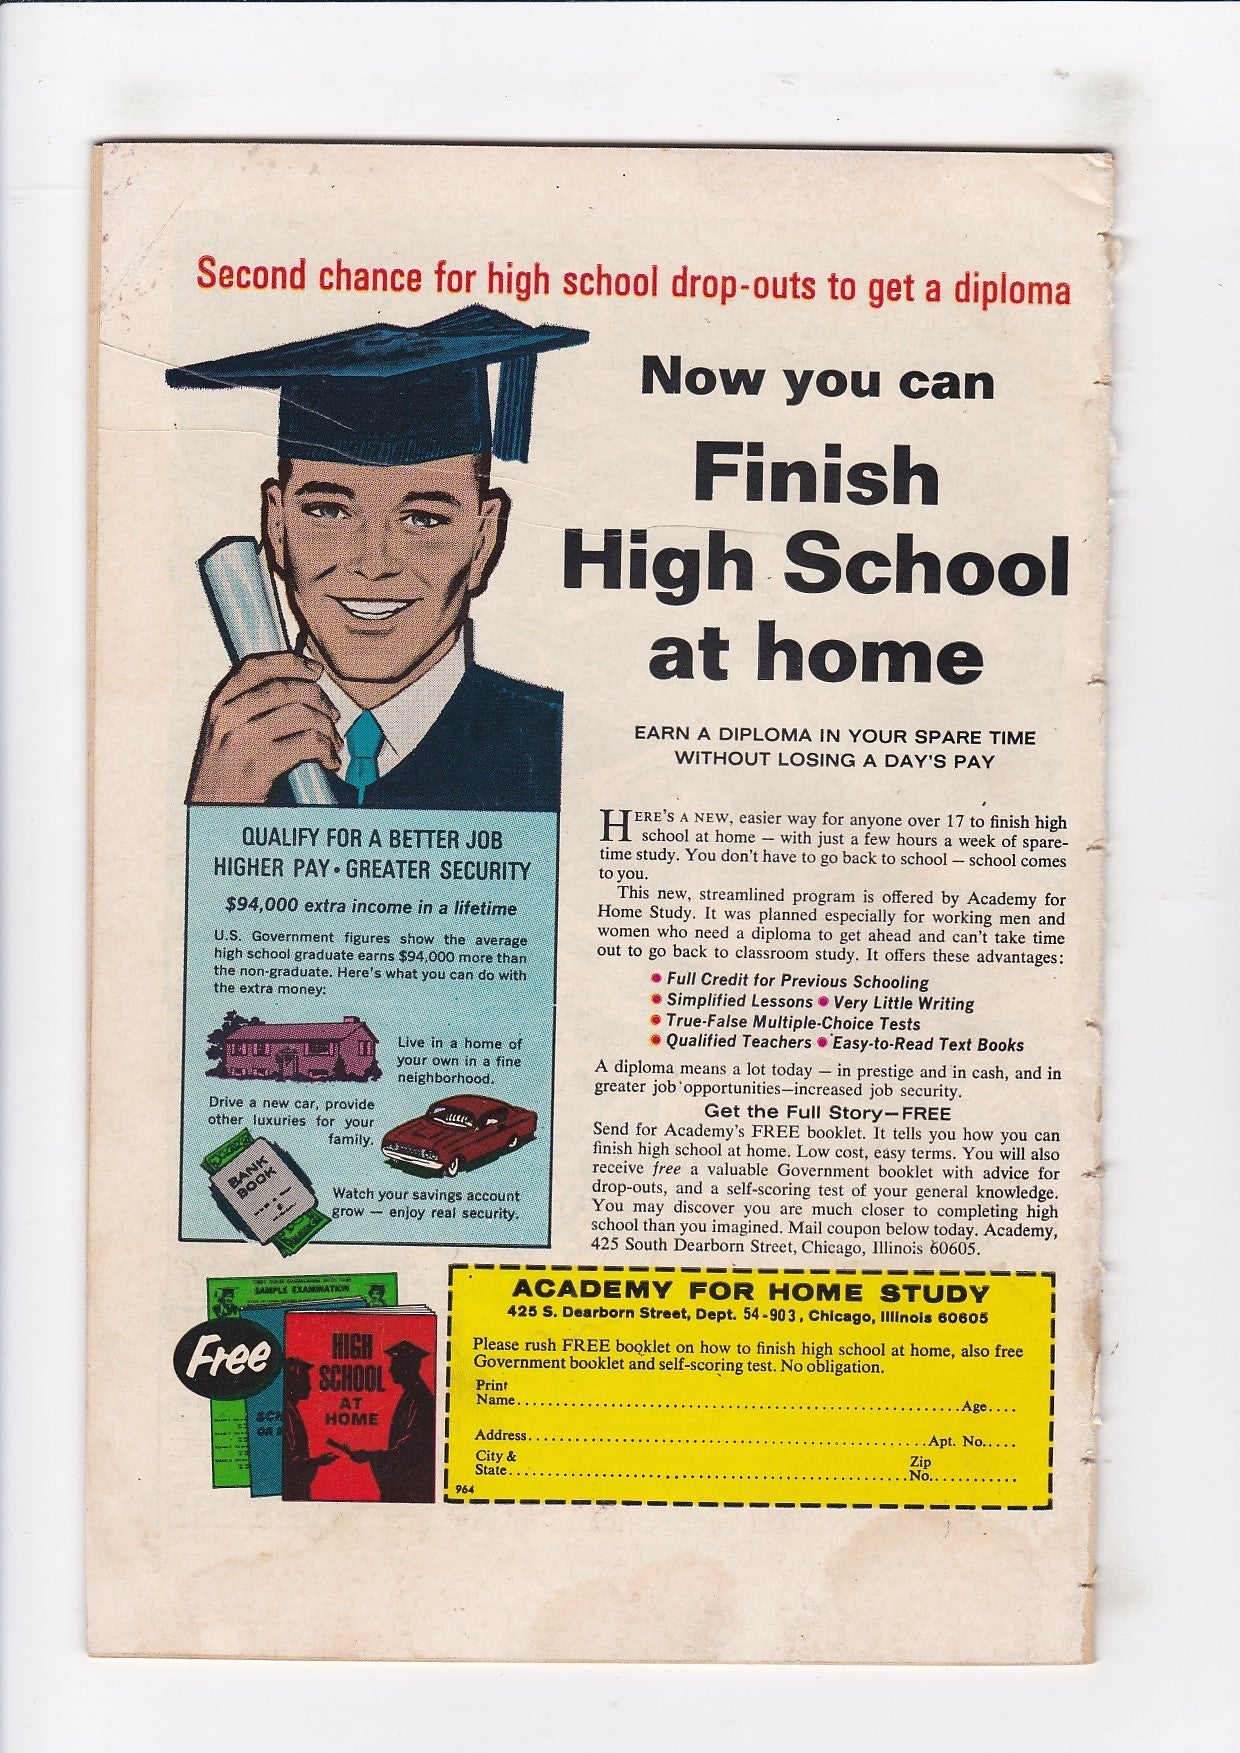 Second chance for high school drop-outs to get a diploma
Now you can
Finish
High School
at home
EARN A DIPLOMA IN YOUR SPARE TIME
WITHOUT LOSING A DAY'S PAY
QUALIFY FOR A BETTER JOB
HIGHER PAY • GREATER SECURITY
$94,000 extra income in a lifetime
U.S. Government figures show the average
high school graduate earns $94,000 more than
the non-graduate. Here's what you can do with
the extra money:
Live in a home of
your own in a fine
neighborhood.
Drive a new car, provide
other luxuries for your
family.
BANK
BOOK
Watch your savings account
grow — enjoy real security.
HERE'S A NEW, easier way for anyone over 17 to finish high
school at home — with just a few hours a week of spare-
time study. You don't have to go back to school — school comes
to you.
This new, streamlined program is offered by Academy for
Home Study. It was planned especially for working men and
women who need a diploma to get ahead and can't take time
out to go back to classroom study. It offers these advantages:
• Full Credit for Previous Schooling
• Simplified Lessons • Very Little Writing
• True-False Multiple-Choice Tests
• Qualified Teachers • Easy-to-Read Text Books
A diploma means a lot today — in prestige and in cash, and in
greater job opportunities—increased job security.
Get the Full Story—FREE
Send for Academy's FREE booklet. It tells you how you can
finish high school at home. Low cost, easy terms. You will also
receive free a valuable Government booklet with advice for
drop-outs, and a self-scoring test of your general knowledge.
You may discover you are much closer to completing high
school than you imagined. Mail coupon below today. Academy,
425 South Dearborn Street, Chicago, Illinois 60605.
SAMPLE EXAMINATION
Free
HIGH
SCHOOL
AT
HOME
SCH
OR
ACADEMY FOR HOME STUDY
425 S. Dearborn Street, Dept. 54-903, Chicago, Illinois 60605
Please rush FREE booklet on how to finish high school at home, also free
Government booklet and self-scoring test. No obligation.
Print
Name........................................................................Age....
Address................................................................Apt. No.....
City & Zip
State................................................................No............
964